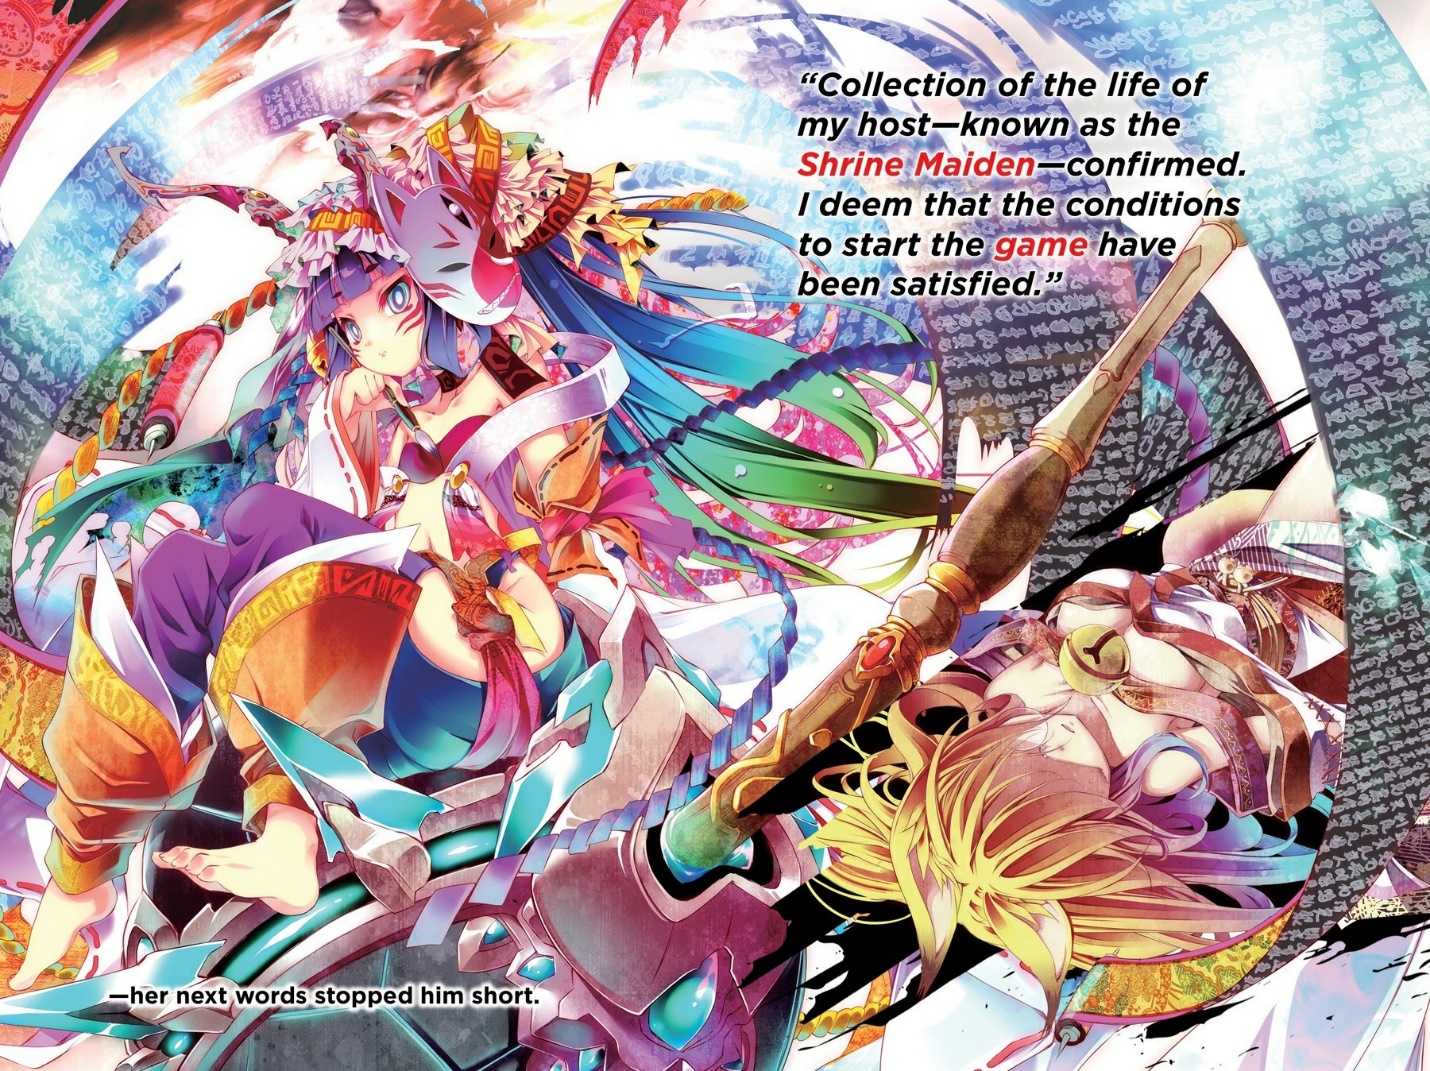 “Collection of the life of
my host—known as the
Shrine Maiden—confirmed.
I deem that the conditions
to start the game have
been satisfied.”
—her next words stopped him short.